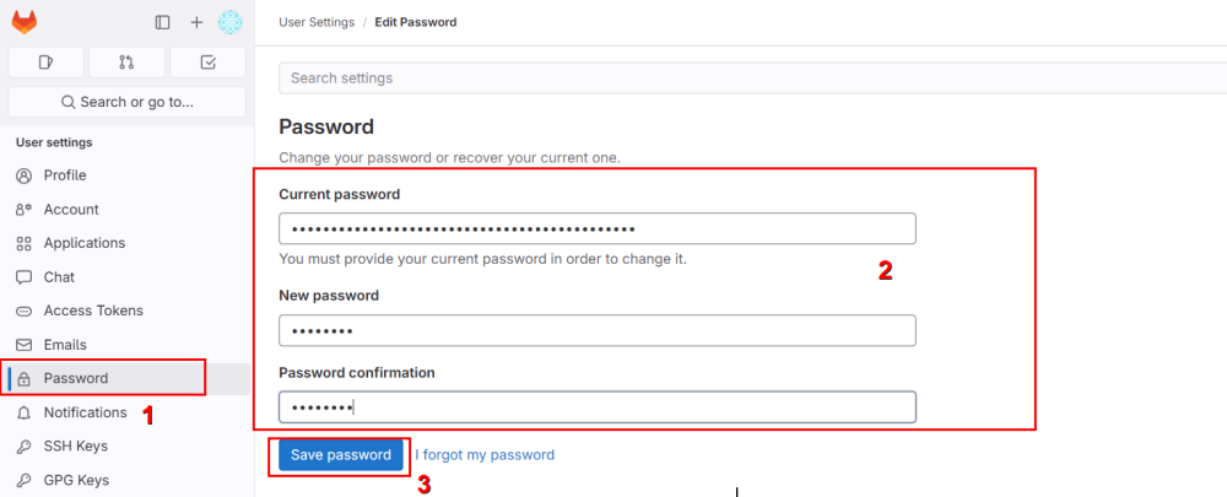 User Settings / Edit Password
Search or go to...
User settings
Profile
Account
Applications
Chat
Access Tokens
Emails
Password
Notifications
1
SSH Keys
GPG Keys
Search settings
Password
Change your password or recover your current one.
Current password
••••••••••••••••••••••••••••••••••••••••••••
You must provide your current password in order to change it.
2
New password
••••••••
Password confirmation
••••••••
Save password I forgot my password
3